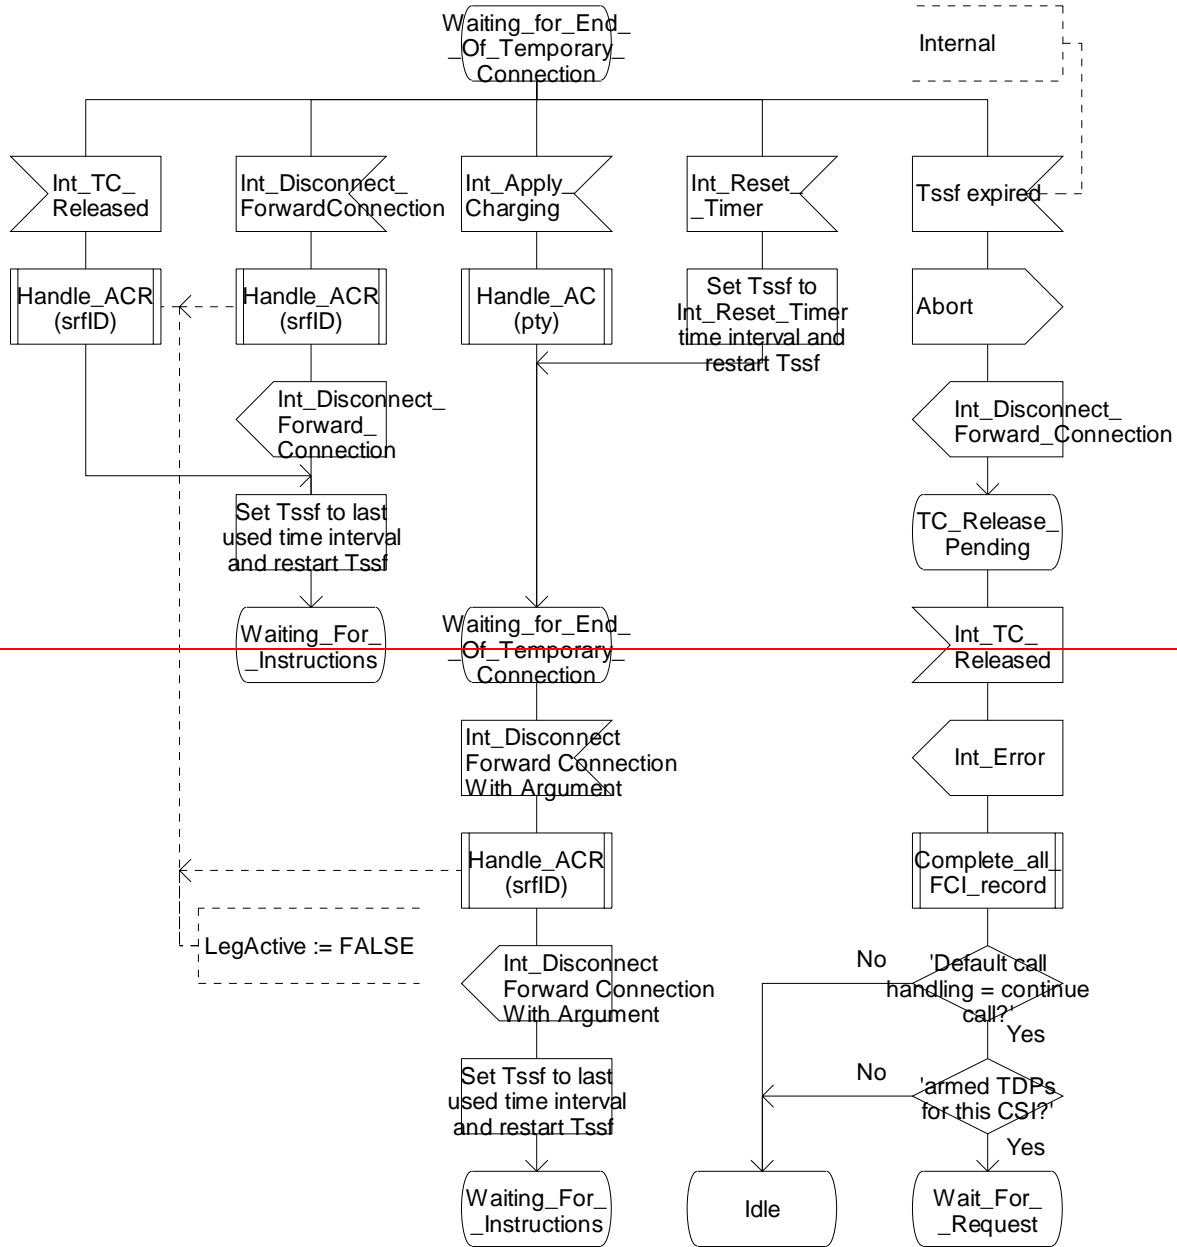 Waiting_for_End_
_Of_Temporary_
Connection
Internal
Int_TC_
Released
Int_Disconnect_
ForwardConnection
Int_Apply_
Charging
Int_Reset_
_Timer
Tssf expired
Handle_ACR
(srfID)
Handle_ACR
(srfID)
Handle_AC
(pty)
Set Tssf to
Int_Reset_Timer
time interval and
restart Tssf
Abort
Int_Disconnect_
Forward_
Connection
Int_Disconnect_
Forward_Connection
Set Tssf to last
used time interval
and restart Tssf
TC_Release_
Pending
Waiting_For_
_Instructions
Waiting_for_End_
_Of_Temporary_
Connection
Int_TC_
Released
Int_Disconnect
Forward Connection
With Argument
Int_Error
Handle_ACR
(srfID)
Complete_all_
FCI_record
LegActive := FALSE
Int_Disconnect
Forward Connection
With Argument
No
'Default call
handling = continue
call?'
Yes
Set Tssf to last
used time interval
and restart Tssf
No
'armed TDPs
for this CSI?'
Yes
Waiting_For_
_Instructions
Idle
Wait_For_
_Request